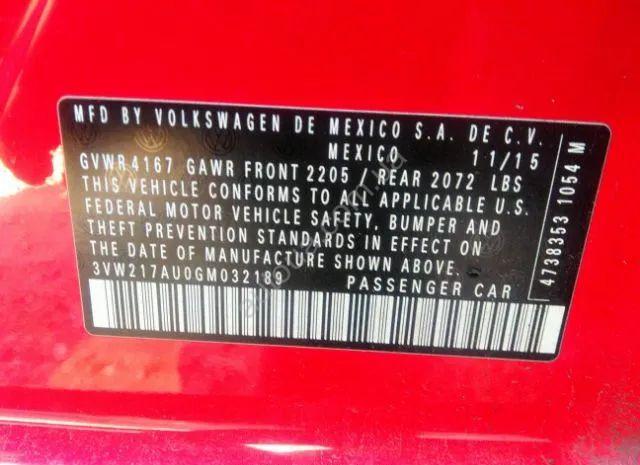 MFD BY VOLKSWAGEN DE MEXICO S.A. DE C.V.
MEXICO 11/15
GVWR 4167 GAWR FRONT 2205 / REAR 2072 LBS
THIS VEHICLE CONFORMS TO ALL APPLICABLE U.S.
FEDERAL MOTOR VEHICLE SAFETY, BUMPER AND
THEFT PREVENTION STANDARDS IN EFFECT ON
THE DATE OF MANUFACTURE SHOWN ABOVE.
3VW217AU0GM032189 PASSENGER CAR
4738353 1054 M